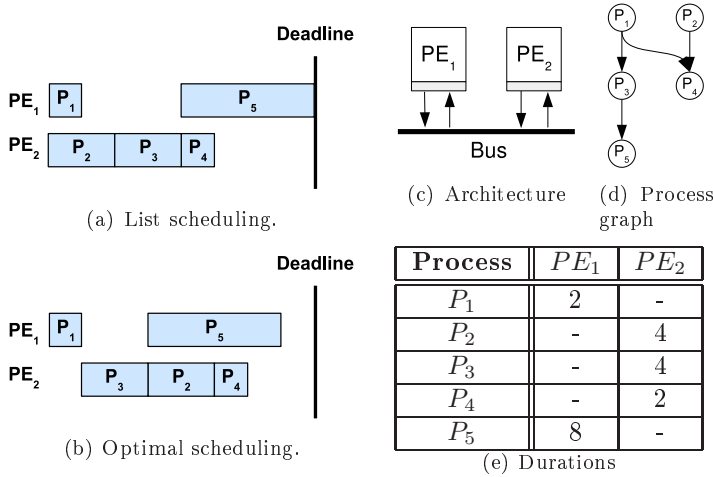 Deadline
PE1 P1 P5
PE2 P2 P3 P4
(a) List scheduling.
Deadline
PE1 P1 P5
PE2 P3 P2 P4
(b) Optimal scheduling.
PE1 PE2
Bus
(c) Architecture
P1 P2
P3 P4
P5
(d) Process
graph
Process PE1 PE2
P1 2 -
P2 - 4
P3 - 4
P4 - 2
P5 8 -
(e) Durations